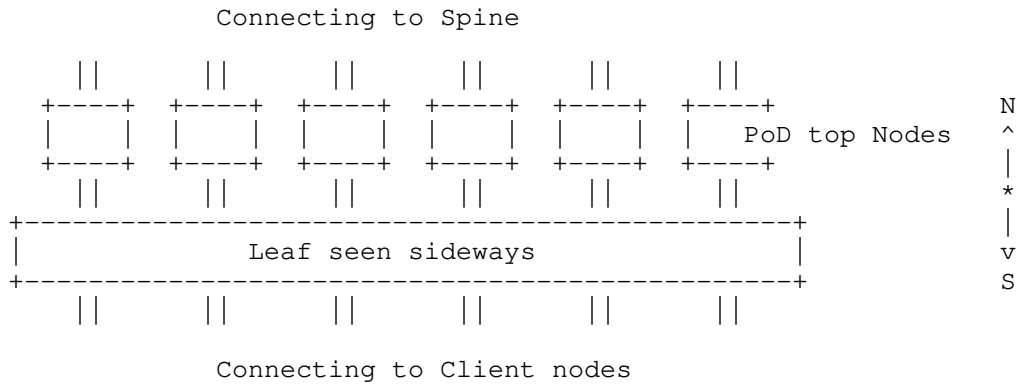 Connecting to Spine
N
PoD top Nodes
Leaf seen sideways
S
Connecting to Client nodes